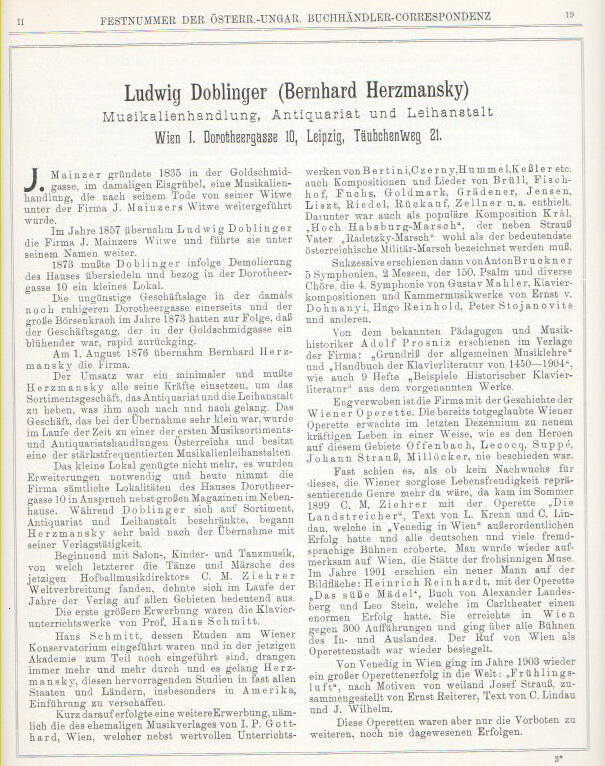 II FESTNUMMER DER ÖSTERR.-UNGAR. BUCHHÄNDLER-CORRESPONDENZ 19
Ludwig Doblinger (Bernhard Herzmansky)
Musikalienhandlung, Antiquariat und Leihanstalt
Wien I. Dorotheergasse 10, Leipzig, Täubchenweg 21.
J. Mainzer gründete 1835 in der Goldschmid-
gasse, im damaligen Eisgrübel, eine Musikalien-
handlung, die nach seinem Tode von seiner Witwe
unter der Firma J. Mainzers Witwe weitergeführt
wurde.
Im Jahre 1857 übernahm Ludwig Doblinger
die Firma J. Mainzers Witwe und führte sie unter
seinem Namen weiter.
1873 mußte Doblinger infolge Demolierung
des Hauses übersiedeln und bezog in der Dorotheer-
gasse 10 ein kleines Lokal.
Die ungünstige Geschäftslage in der damals
noch ruhigeren Dorotheergasse einerseits und der
große Börsenkrach im Jahre 1873 hatten zur Folge, daß
der Geschäftsgang, der in der Goldschmidgasse ein
blühender war, rapid zurückging.
Am 1. August 1876 übernahm Bernhard Herz-
mansky die Firma.
Der Umsatz war ein minimaler und mußte
Herzmansky alle seine Kräfte einsetzen, um das
Sortimentsgeschäft, das Antiquariat und die Leihanstalt
zu heben, was ihm auch nach und nach gelang. Das
Geschäft, das bei der Übernahme sehr klein war, wurde
im Laufe der Zeit zu einer der ersten Musiksortiments-
und Antiquariatshandlungen Österreichs und besitzt
eine der stärkstfrequentierten Musikalienleihanstalten.
Das kleine Lokal genügte nicht mehr, es wurden
Erweiterungen notwendig und heute nimmt die
Firma sämtliche Lokalitäten des Hauses Dorotheer-
gasse 10 in Anspruch nebst großen Magazinen im Neben-
hause. Während Doblinger sich auf Sortiment,
Antiquariat und Leihanstalt beschränkte, begann
Herzmansky sehr bald nach der Übernahme mit
seiner Verlagstätigkeit.
Beginnend mit Salon-, Kinder- und Tanzmusik,
von welch letzterer die Tänze und Märsche des
jetzigen Hofballmusikdirektors C. M. Ziehrer
Weltverbreitung fanden, dehnte sich im Laufe der
Jahre der Verlag auf allen Gebieten bedeutend aus.
Die erste größere Erwerbung waren die Klavier-
unterrichtswerke von Prof. Hans Schmitt.
Hans Schmitt, dessen Etuden am Wiener
Konservatorium eingeführt waren und in der jetzigen
Akademie zum Teil noch eingeführt sind, drangen
immer mehr und mehr durch und es gelang Herz-
mansky, diesen hervorragenden Studien in fast allen
Staaten und Ländern, insbesonders in Amerika,
Einführung zu verschaffen.
Kurz darauf erfolgte eine weitere Erwerbung, näm-
lich die des ehemaligen Musikverlages von I. P. Gott-
hard, Wien, welcher nebst wertvollen Unterrichts-
werken von Bertini, Czerny, Hummel, Keßler etc.
auch Kompositionen und Lieder von Brüll, Fisch-
hof, Fuchs, Goldmark, Grädener, Jensen,
Liszt, Riedel, Rückauf, Zellner u. a. enthielt.
Darunter war auch als populäre Komposition Král,
„Hoch Habsburg-Marsch", der neben Strauß
Vater „Radetzky-Marsch" wohl als der bedeutendste
österreichische Militär-Marsch bezeichnet werden muß.
Sukzessive erschienen dann von Anton Bruckner
5 Symphonien, 2 Messen, der 150. Psalm und diverse
Chöre, die 4. Symphonie von Gustav Mahler, Klavier-
kompositionen und Kammermusikwerke von Ernst v.
Dohnanyi, Hugo Reinhold, Peter Stojanovits
und anderen.
Von dem bekannten Pädagogen und Musik-
historiker Adolf Prosniz erschienen im Verlage
der Firma: „Grundriß der allgemeinen Musiklehre"
und „Handbuch der Klavierliteratur von 1450—1904",
wie auch 9 Hefte „Beispiele Historischer Klavier-
literatur" aus dem vorgenannten Werke.
Eng verwoben ist die Firma mit der Geschichte der
Wiener Operette. Die bereits totgeglaubte Wiener
Operette erwachte im letzten Dezennium zu neuem
kräftigen Leben in einer Weise, wie es den Heroen
auf diesem Gebiete Offenbach, Lecocq, Suppé,
Johann Strauß, Millöcker, nie beschieden war.
Fast schien es, als ob kein Nachwuchs für
dieses, die Wiener sorglose Lebensfreudigkeit reprä-
sentierende Genre mehr da wäre, da kam im Sommer
1899 C. M. Ziehrer mit der Operette „Die
Landstreicher", Text von L. Krenn und C. Lin-
dau, welche in „Venedig in Wien" außerordentlichen
Erfolg hatte und alle deutschen und viele fremd-
sprachige Bühnen eroberte. Man wurde wieder auf-
merksam auf Wien, die Stätte der frohsinnigen Muse.
Im Jahre 1901 erschien ein neuer Mann auf der
Bildfläche: Heinrich Reinhardt, mit der Operette
„Das süße Mädel", Buch von Alexander Landes-
berg und Leo Stein, welche im Carltheater einen
enormen Erfolg hatte. Sie erreichte in Wien
gegen 300 Aufführungen und ging über alle Bühnen
des In- und Auslandes. Der Ruf von Wien als
Operettenstadt war wieder besiegelt.
Von Venedig in Wien ging im Jahre 1903 wieder
ein großer Operettenerfolg in die Welt: „Frühlings-
luft", nach Motiven von weiland Josef Strauß, zu-
sammengestellt von Ernst Reiterer, Text von C. Lindau
und J. Wilhelm.
Diese Operetten waren aber nur die Vorboten zu
weiteren, noch nie dagewesenen Erfolgen.
3*